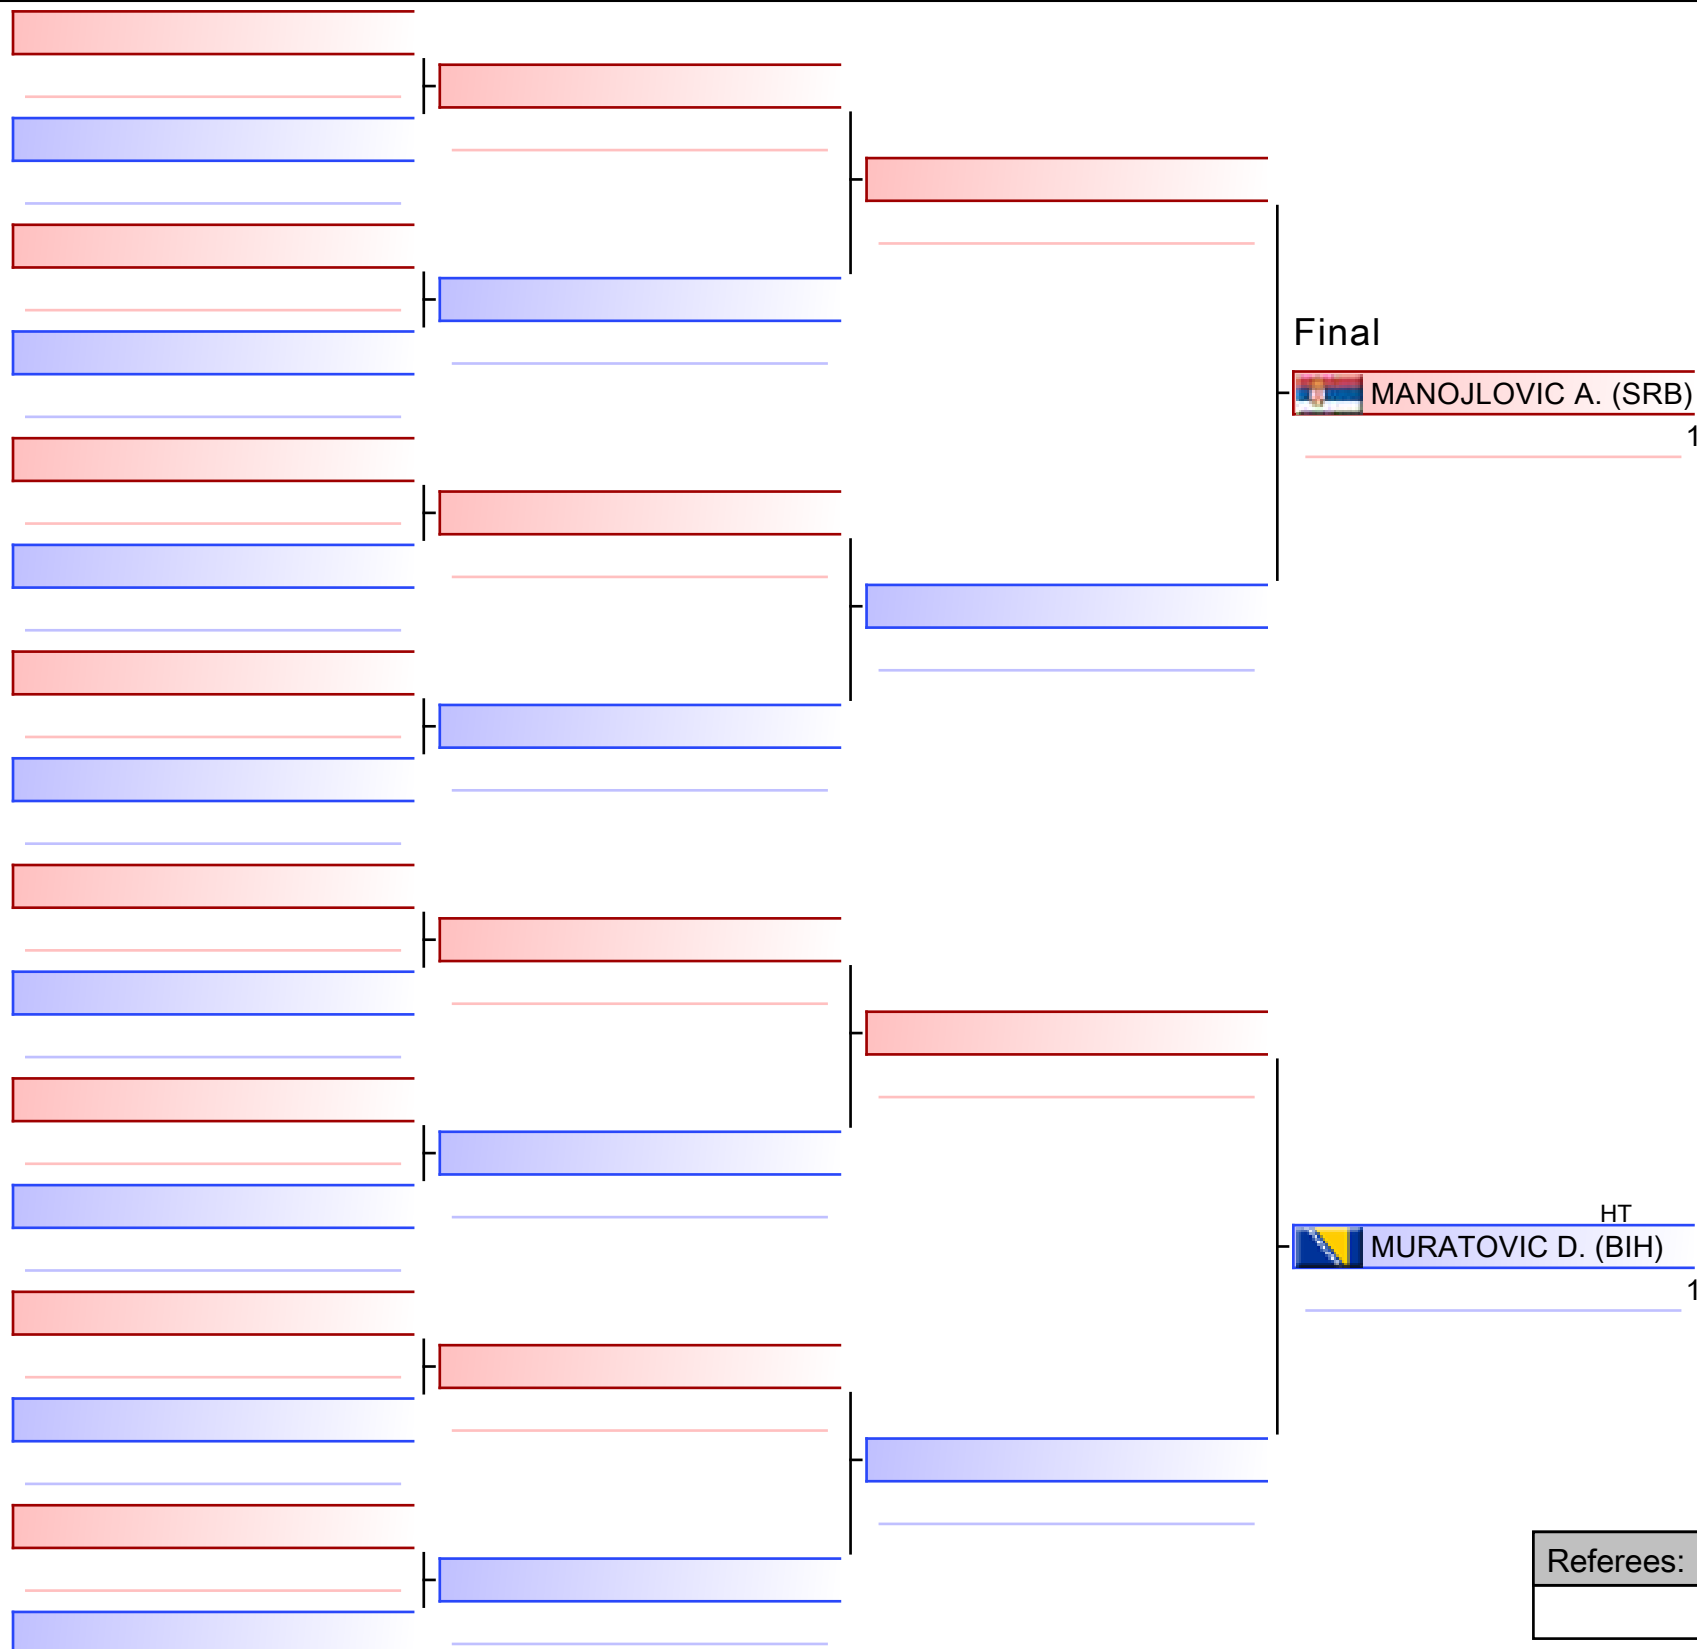 Final
MANOJLOVIC A. (SRB)
1
HT
MURATOVIC D. (BIH)
1
Referees: